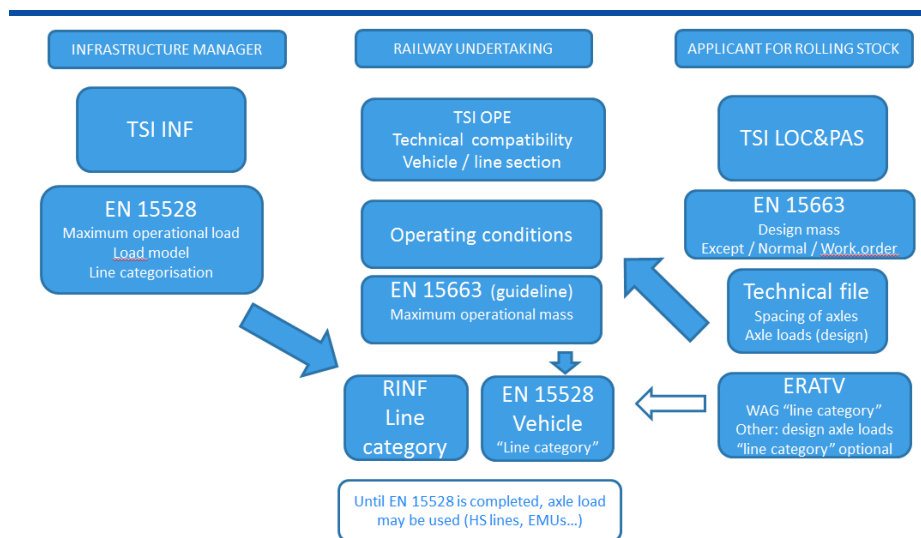 INFRASTRUCTURE MANAGER
RAILWAY UNDERTAKING
APPLICANT FOR ROLLING STOCK
TSI INF
EN 15528
Maximum operational load
Load model
Line categorisation
TSI OPE
Technical compatibility
Vehicle / line section
Operating conditions
EN 15663 (guideline)
Maximum operational mass
RINF
Line
category
EN 15528
Vehicle
“Line category”
TSI LOC&PAS
EN 15663
Design mass
Except / Normal / Work.order
Technical file
Spacing of axles
Axle loads (design)
ERATV
WAG “line category”
Other: design axle loads
“line category” optional
Until EN 15528 is completed, axle load
may be used (HS lines, EMUs...)